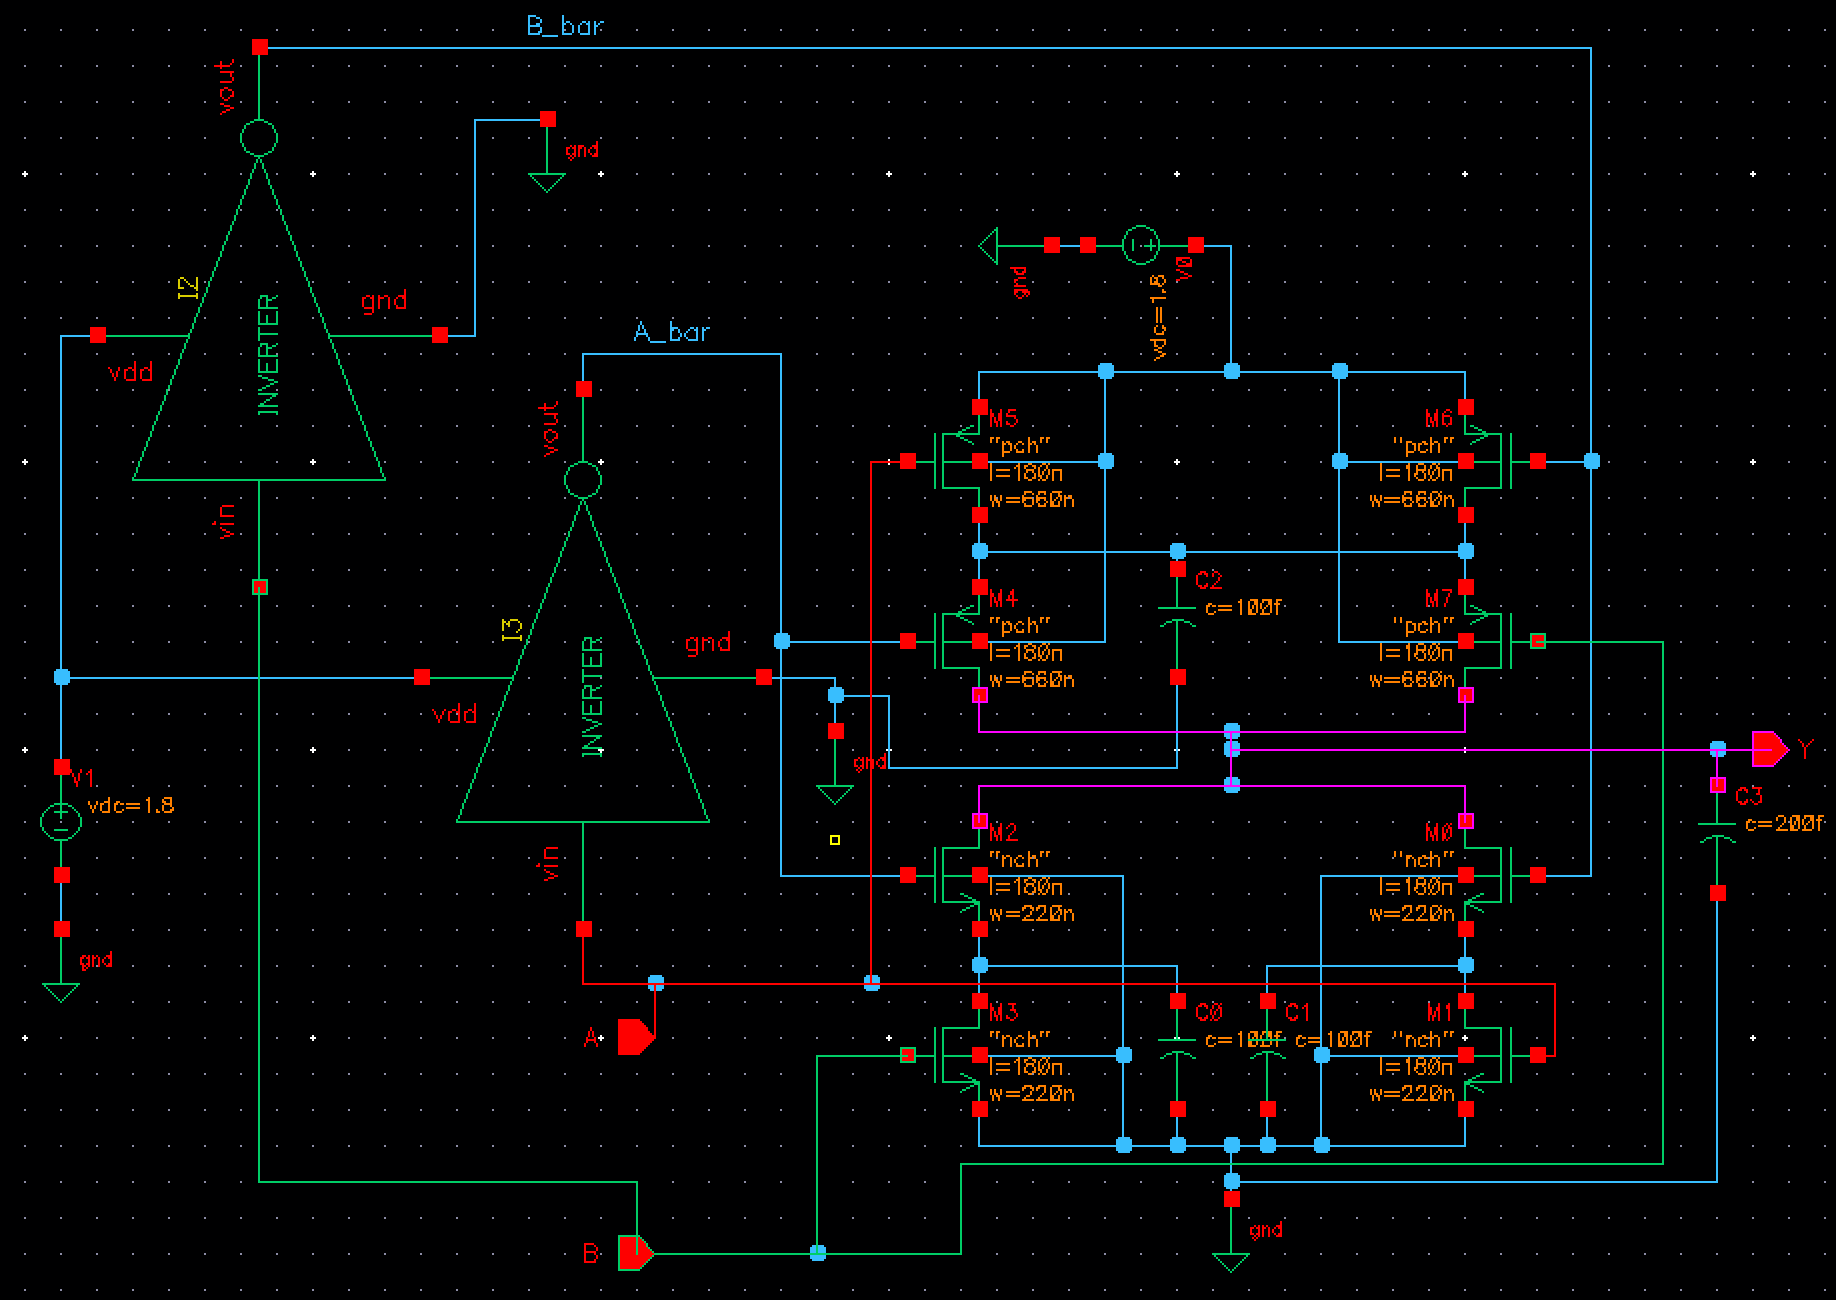 B_bar
vout
gnd
I2
INVERTER
gnd
vdd
vin
gnd
V0
vdc=1.8
A_bar
vout
I3
INVERTER
gnd
vdd
vin
gnd
V1
vdc=1.8
gnd
M5
"pch"
l=180n
w=660n
M6
"pch"
l=180n
w=660n
M4
"pch"
l=180n
w=660n
C2
c=100f
M7
"pch"
l=180n
w=660n
Y
C3
c=200f
M2
"nch"
l=180n
w=220n
M0
"nch"
l=180n
w=220n
A
M3
"nch"
l=180n
w=220n
C0
c=100f
C1
c=100f
M1
"nch"
l=180n
w=220n
B
gnd